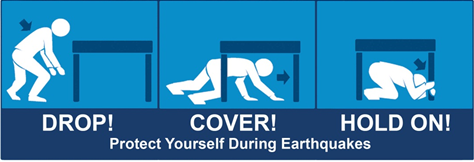 DROP! COVER! HOLD ON!
Protect Yourself During Earthquakes